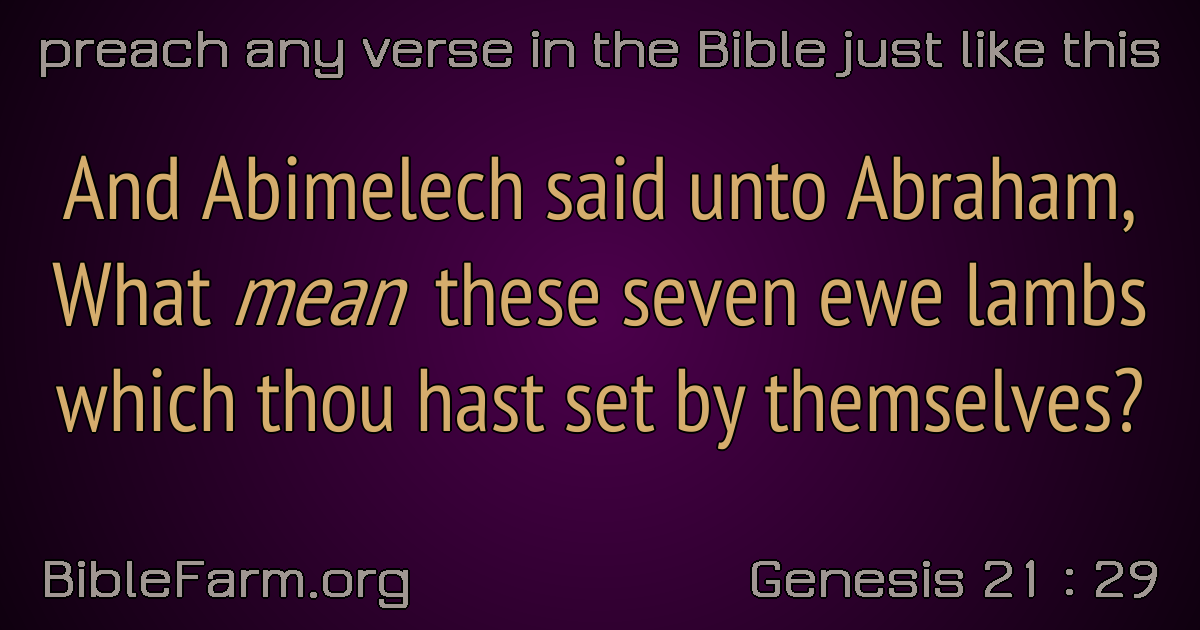 preach any verse in the Bible just like this
And Abimelech said unto Abraham,
What mean these seven ewe lambs
which thou hast set by themselves?
BibleFarm.org
Genesis 21 : 29